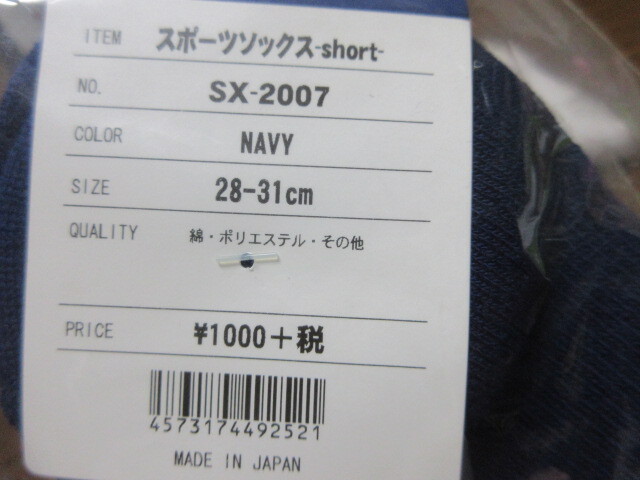 ITEM スポーツソックス-short-
NO. SX-2007
COLOR NAVY
SIZE 28-31cm
QUALITY 綿・ポリエステル・その他
PRICE ¥1000+税
4573174492521
MADE IN JAPAN